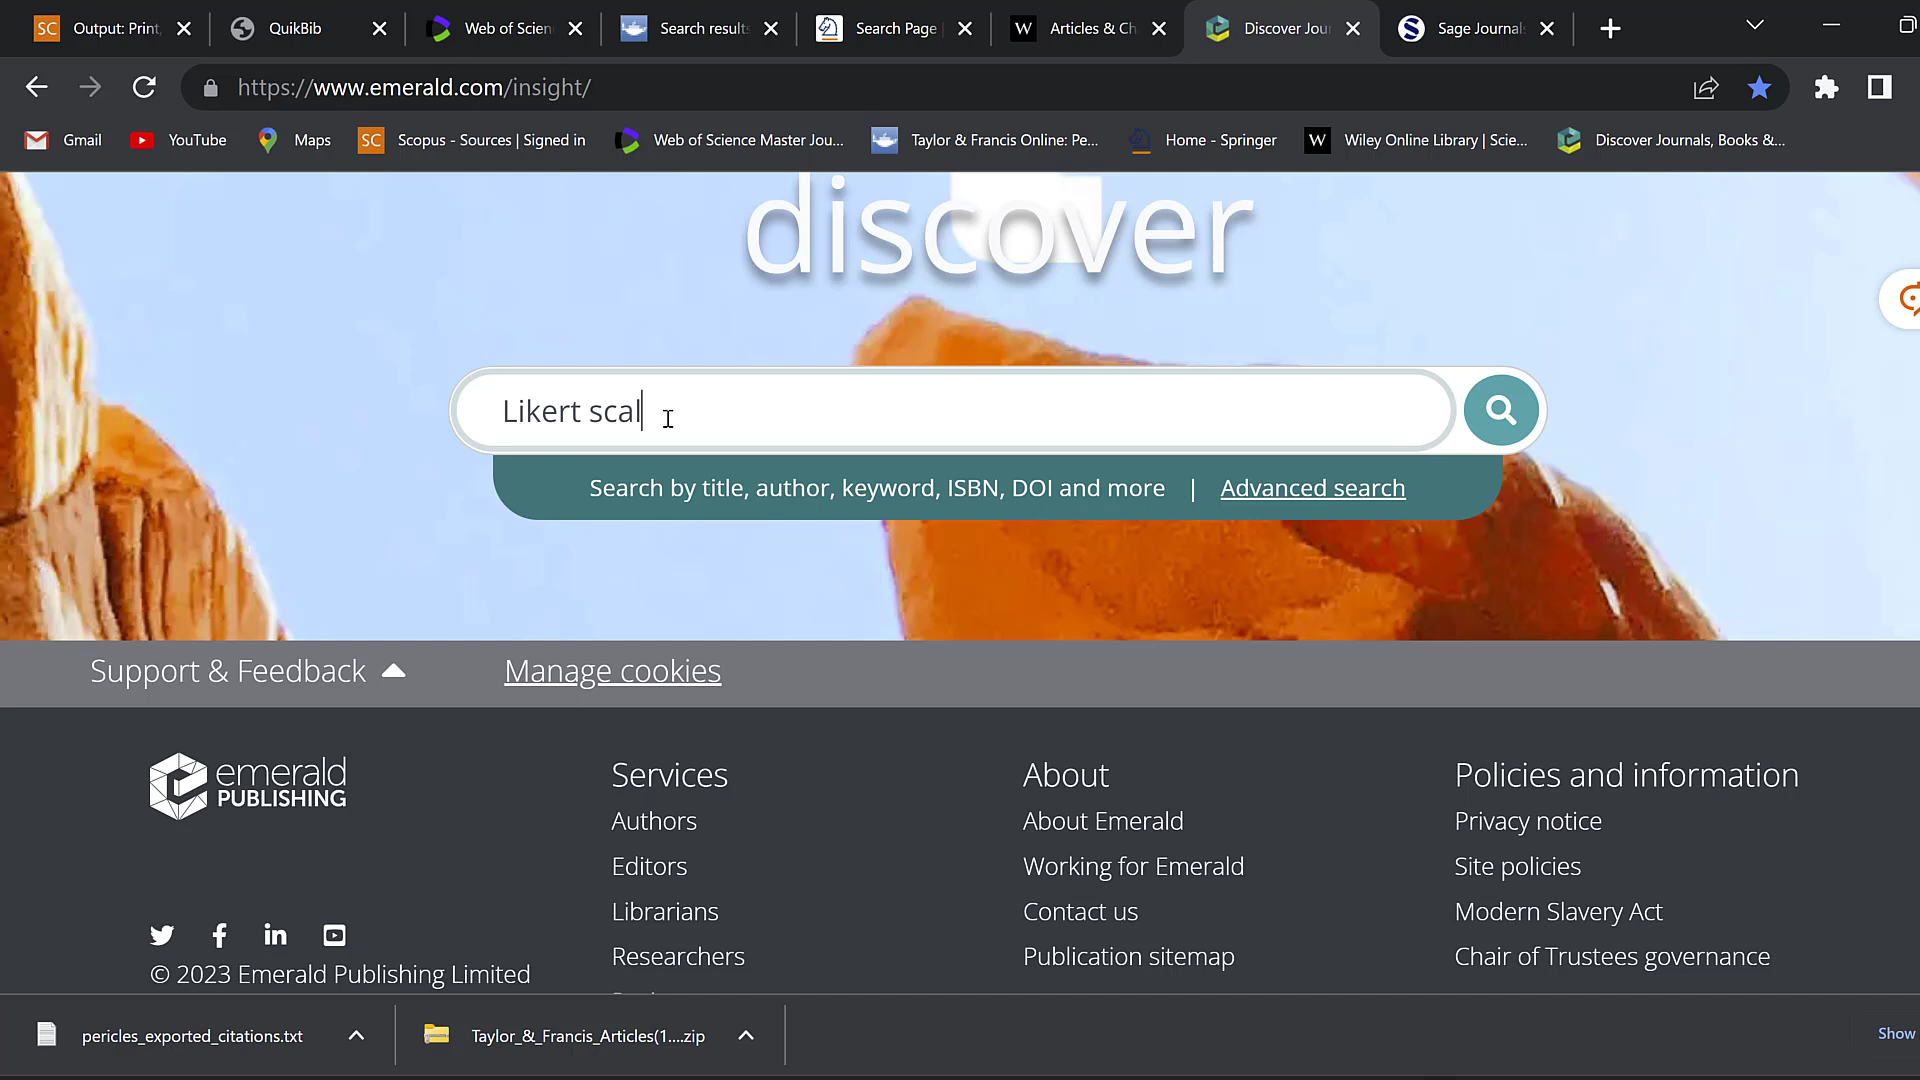 SC Output: Print, QuikBib Web of Scien Search results Search Page | W Articles & Ch Discover Jou S Sage Journals
https://www.emerald.com/insight/
Gmail YouTube Maps SC Scopus - Sources | Signed in Web of Science Master Jou... Taylor & Francis Online: Pe... Home - Springer W Wiley Online Library | Scie... Discover Journals, Books &...
discover
Likert scal
Search by title, author, keyword, ISBN, DOI and more | Advanced search
Support & Feedback Manage cookies
emerald
PUBLISHING
Services
Authors
Editors
Librarians
Researchers
About
About Emerald
Working for Emerald
Contact us
Publication sitemap
Policies and information
Privacy notice
Site policies
Modern Slavery Act
Chair of Trustees governance
© 2023 Emerald Publishing Limited
pericles_exported_citations.txt Taylor_&_Francis_Articles(1....zip Show